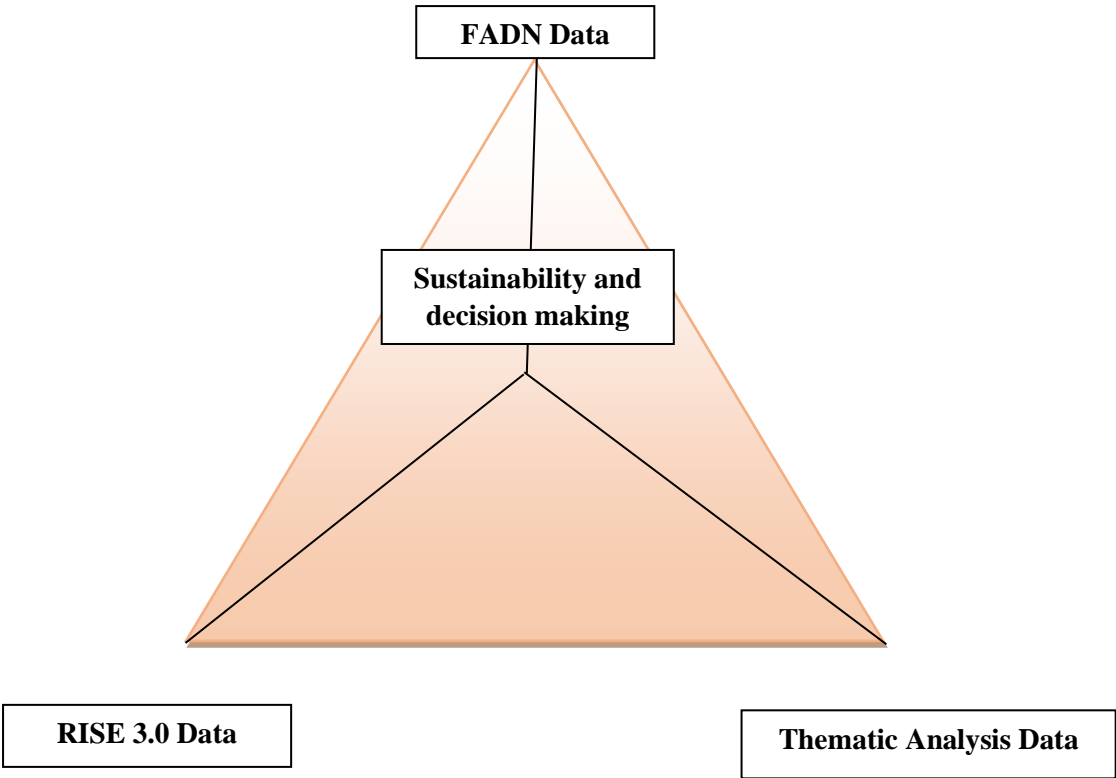 FADN Data
Sustainability and
decision making
RISE 3.0 Data
Thematic Analysis Data